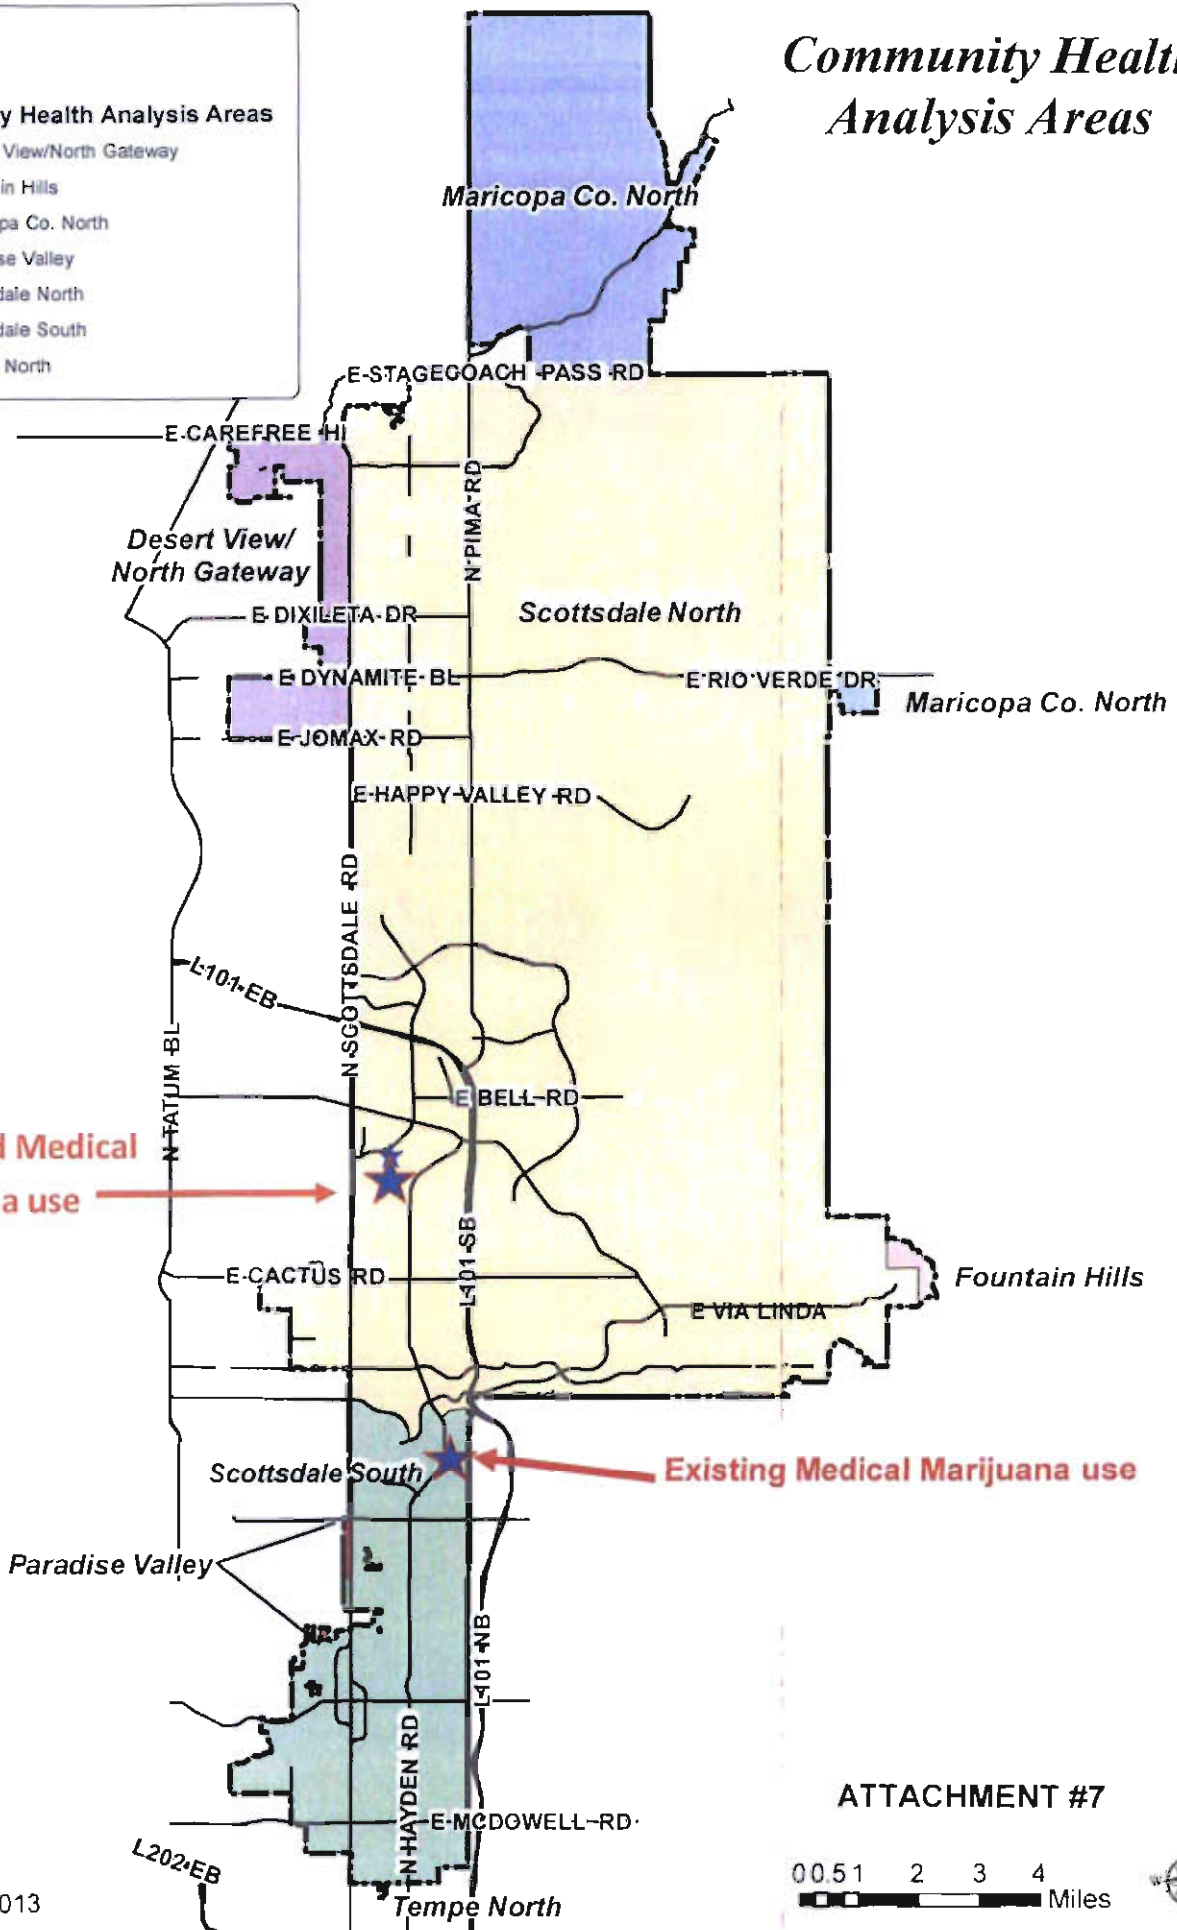 Community Healt
Analysis Areas
y Health Analysis Areas
View/North Gateway
in Hills
pa Co. North
se Valley
dale North
dale South
North
Maricopa Co. North
E STAGECOACH PASS RD
E CAREFREE HI
N PIMA RD
Desert View/
North Gateway
E DIXILETA DR
Scottsdale North
E DYNAMITE BL
E RIO VERDE DR
Maricopa Co. North
E JOMAX RD
E HAPPY VALLEY RD
N SCOTTSDALE RD
L101 EB
N TATUM BL
E BELL RD
d Medical
a use
L101 SB
E CACTUS RD
Fountain Hills
E VIA LINDA
Scottsdale South
Existing Medical Marijuana use
Paradise Valley
L101 NB
N HAYDEN RD
ATTACHMENT #7
E MCDOWELL RD
L202 EB
0 0.5 1 2 3 4
Miles
013
Tempe North